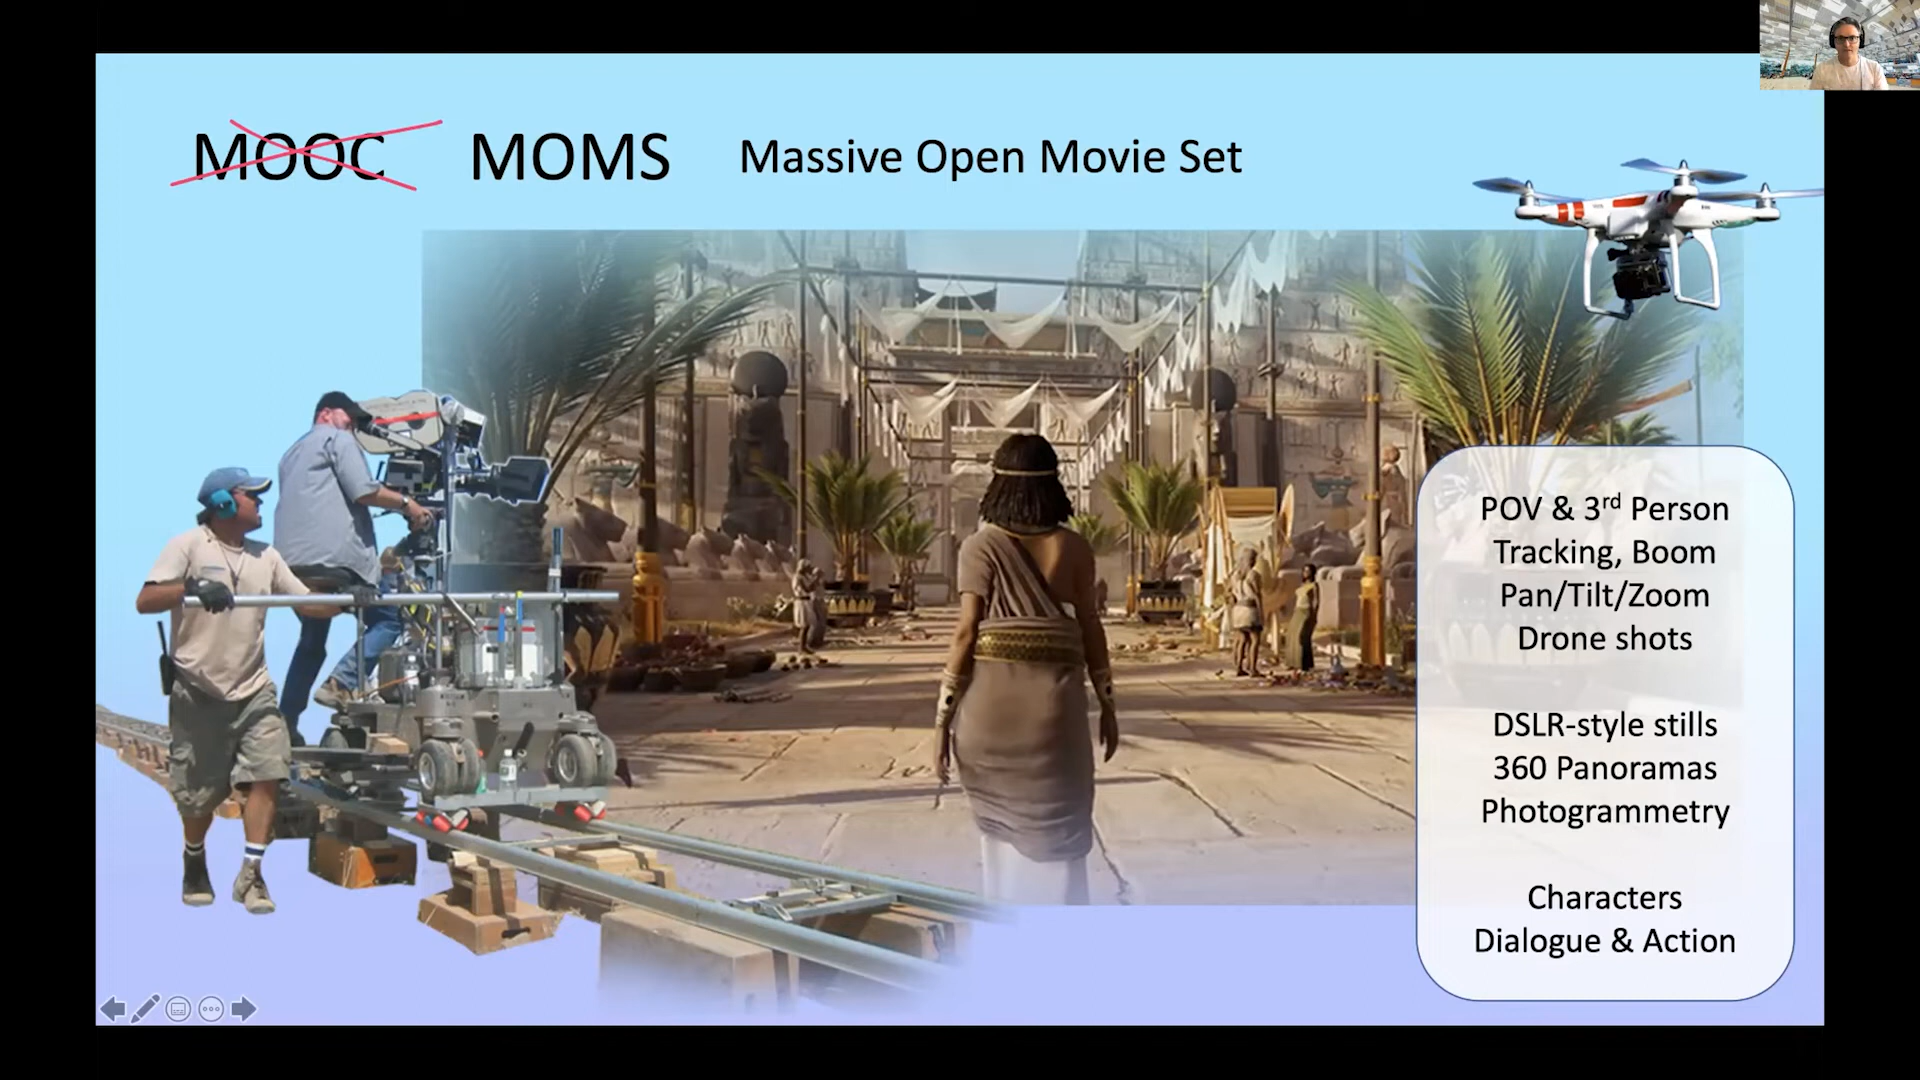 MOOC MOMS Massive Open Movie Set
POV & 3rd Person
Tracking, Boom
Pan/Tilt/Zoom
Drone shots
DSLR-style stills
360 Panoramas
Photogrammetry
Characters
Dialogue & Action